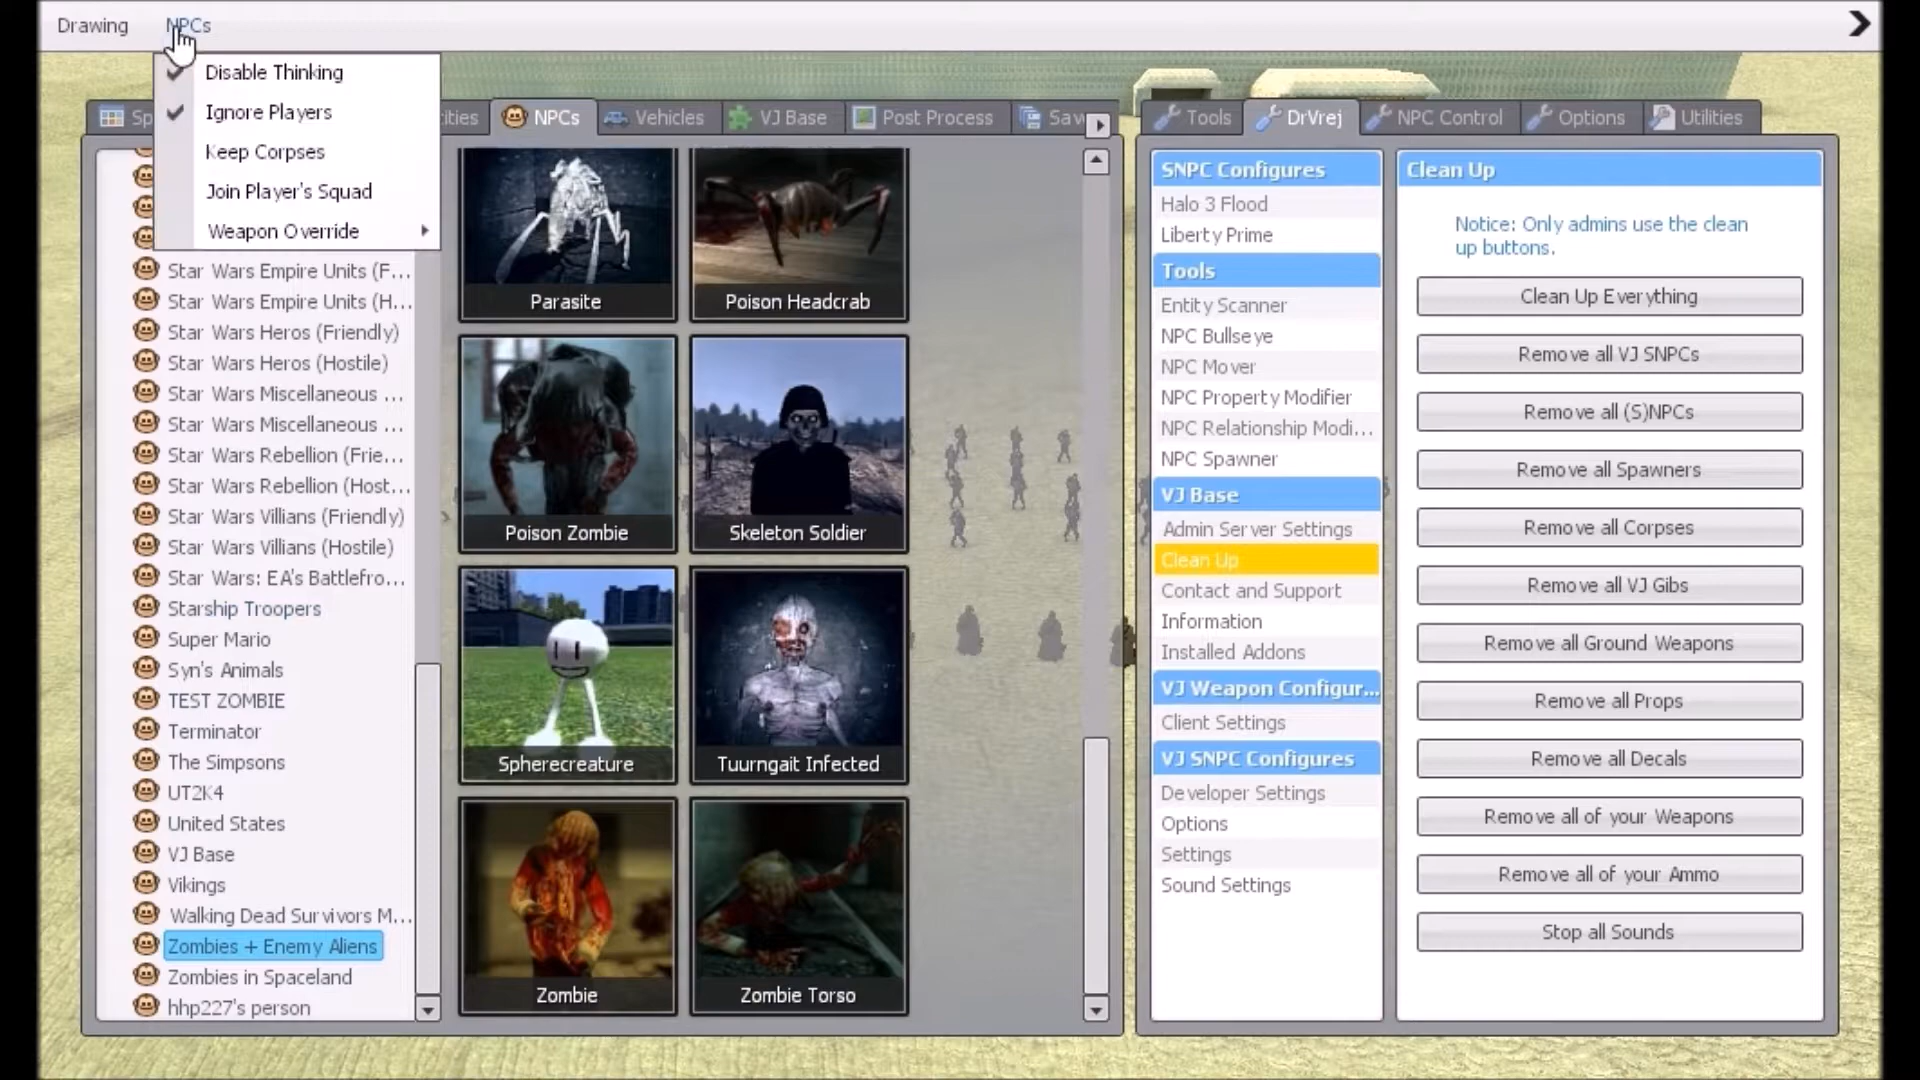 Drawing
NPCs
Disable Thinking
Ignore Players
Keep Corpses
Join Player's Squad
Weapon Override
Sp
ities
NPCs
Vehicles
VJ Base
Post Process
Sav
Star Wars Empire Units (F...
Star Wars Empire Units (H...
Star Wars Heros (Friendly)
Star Wars Heros (Hostile)
Star Wars Miscellaneous ...
Star Wars Miscellaneous ...
Star Wars Rebellion (Frie...
Star Wars Rebellion (Host...
Star Wars Villians (Friendly)
Star Wars Villians (Hostile)
Star Wars: EA's Battlefro...
Starship Troopers
Super Mario
Syn's Animals
TEST ZOMBIE
Terminator
The Simpsons
UT2K4
United States
VJ Base
Vikings
Walking Dead Survivors M...
Zombies + Enemy Aliens
Zombies in Spaceland
hhp227's person
Parasite
Poison Headcrab
Poison Zombie
Skeleton Soldier
Spherecreature
Tuurngait Infected
Zombie
Zombie Torso
Tools
DrVrej
NPC Control
Options
Utilities
SNPC Configures
Halo 3 Flood
Liberty Prime
Tools
Entity Scanner
NPC Bullseye
NPC Mover
NPC Property Modifier
NPC Relationship Modi...
NPC Spawner
VJ Base
Admin Server Settings
Clean Up
Contact and Support
Information
Installed Addons
VJ Weapon Configur...
Client Settings
VJ SNPC Configures
Developer Settings
Options
Settings
Sound Settings
Clean Up
Notice: Only admins use the clean
up buttons.
Clean Up Everything
Remove all VJ SNPCs
Remove all (S)NPCs
Remove all Spawners
Remove all Corpses
Remove all VJ Gibs
Remove all Ground Weapons
Remove all Props
Remove all Decals
Remove all of your Weapons
Remove all of your Ammo
Stop all Sounds